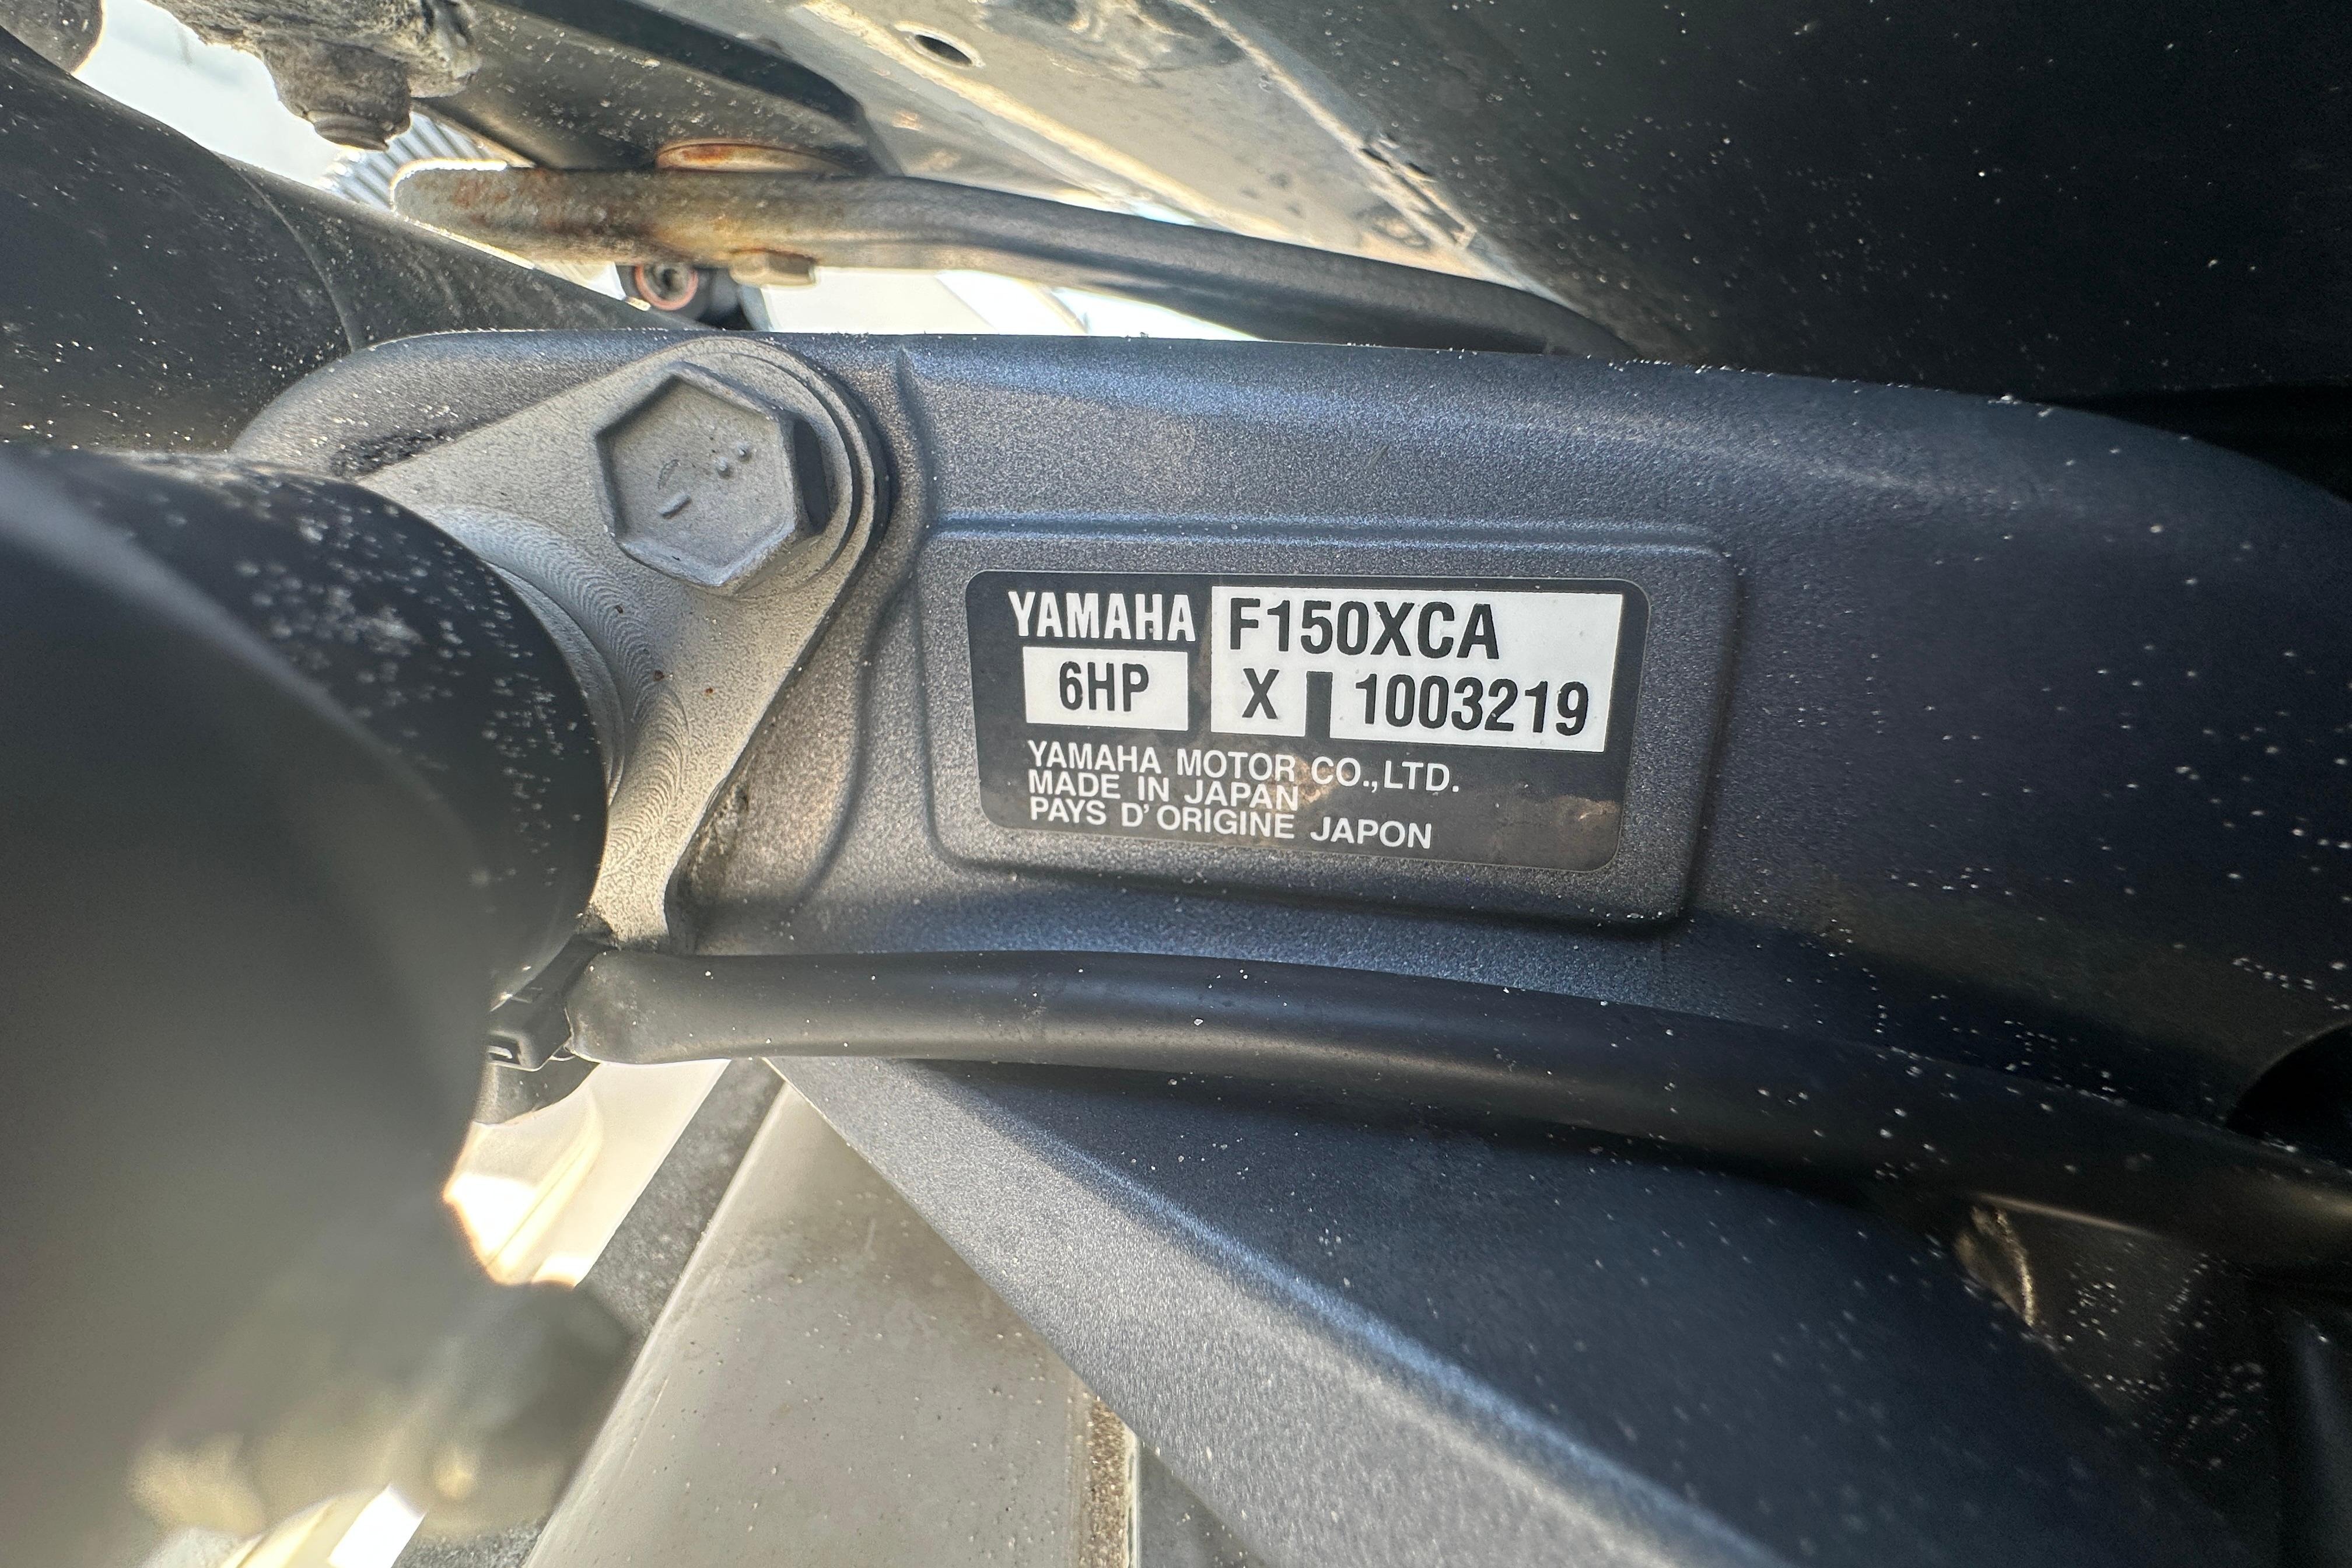 YAMAHA F150XCA
6HP X 1003219
YAMAHA MOTOR CO.,LTD.
MADE IN JAPAN
PAYS D'ORIGINE JAPON